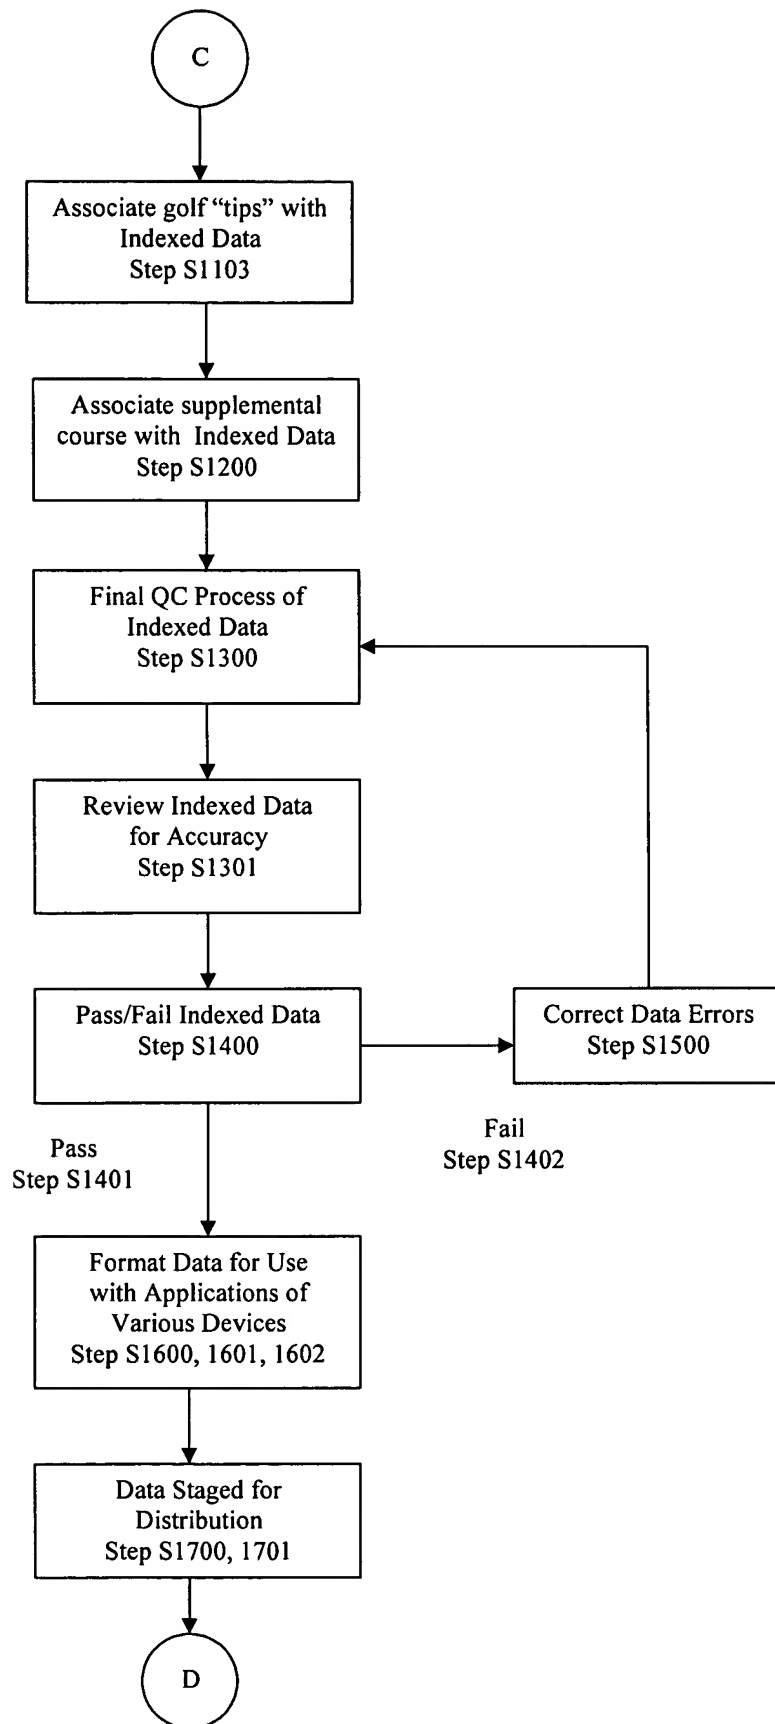 C
Associate golf “tips” with
Indexed Data
Step S1103
Associate supplemental
course with Indexed Data
Step S1200
Final QC Process of
Indexed Data
Step S1300
Review Indexed Data
for Accuracy
Step S1301
Pass/Fail Indexed Data
Step S1400
Correct Data Errors
Step S1500
Pass
Step S1401
Fail
Step S1402
Format Data for Use
with Applications of
Various Devices
Step S1600, 1601, 1602
Data Staged for
Distribution
Step S1700, 1701
D